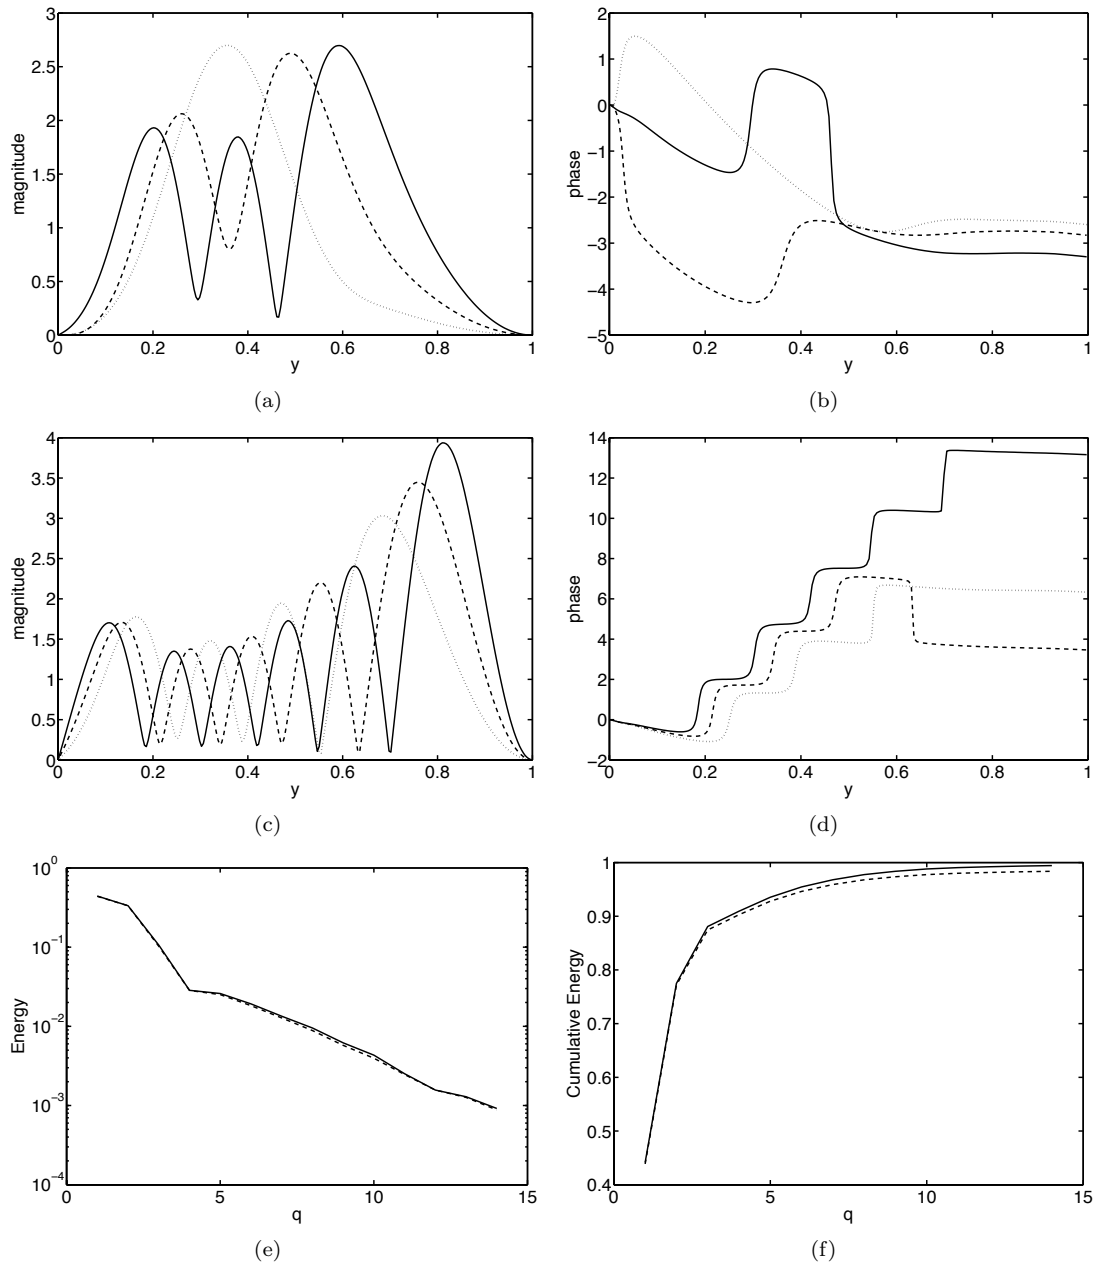 3
2.5
2
1.5
1
0.5
0
magnitude
0 0.2 0.4 0.6 0.8 1
y
(a)
2
1
0
−1
−2
−3
−4
−5
phase
0 0.2 0.4 0.6 0.8 1
y
(b)
4
3.5
3
2.5
2
1.5
1
0.5
0
magnitude
0 0.2 0.4 0.6 0.8 1
y
(c)
14
12
10
8
6
4
2
0
−2
phase
0 0.2 0.4 0.6 0.8 1
y
(d)
10^0
10^−1
10^−2
10^−3
10^−4
Energy
0 5 10 15
q
(e)
1
0.9
0.8
0.7
0.6
0.5
0.4
Cumulative Energy
0 5 10 15
q
(f)